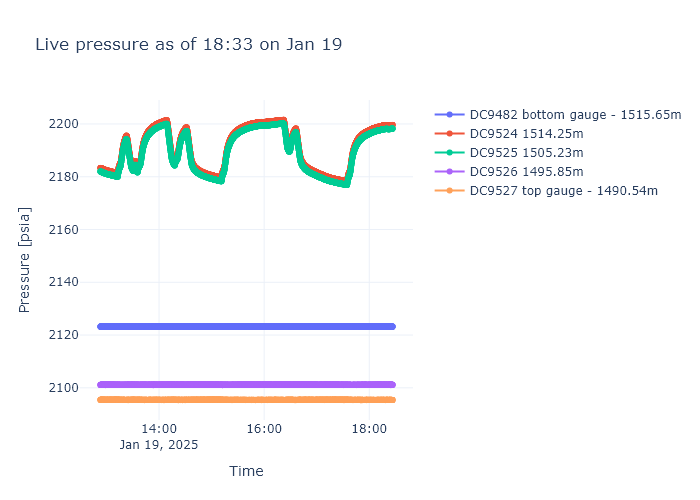 Live pressure as of 18:33 on Jan 19
DC9482 bottom gauge - 1515.65m
DC9524 1514.25m
DC9525 1505.23m
DC9526 1495.85m
DC9527 top gauge - 1490.54m
Pressure [psia]
2200
2180
2160
2140
2120
2100
14:00 16:00 18:00
Jan 19, 2025
Time